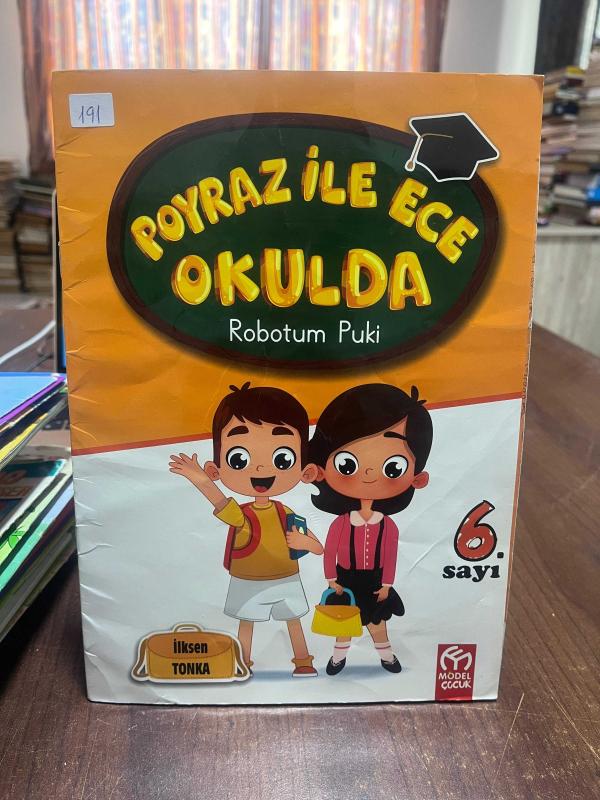 191
POYRAZ İLE ECE
OKULDA
Robotum Puki
6.
sayı
İlksen
TONKA
MODEL
ÇOCUK